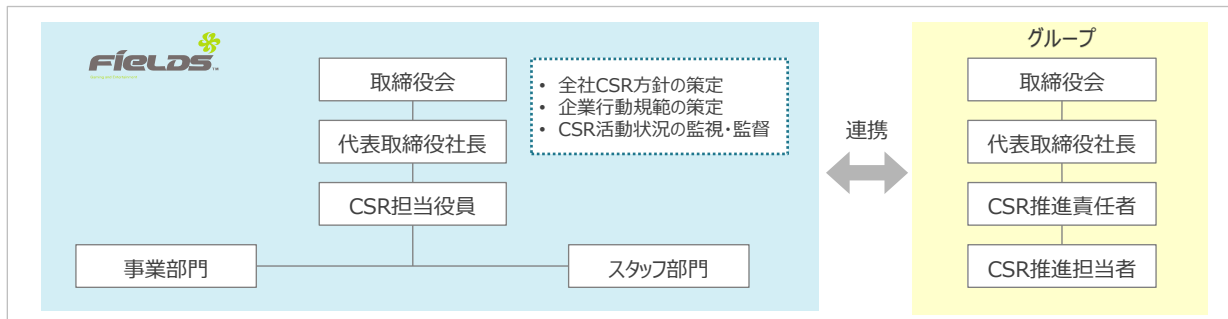 FIELDS
取締役会
・ 全社CSR方針の策定
・ 企業行動規範の策定
・ CSR活動状況の監視・監督
代表取締役社長
CSR担当役員
事業部門
スタッフ部門
連携
グループ
取締役会
代表取締役社長
CSR推進責任者
CSR推進担当者